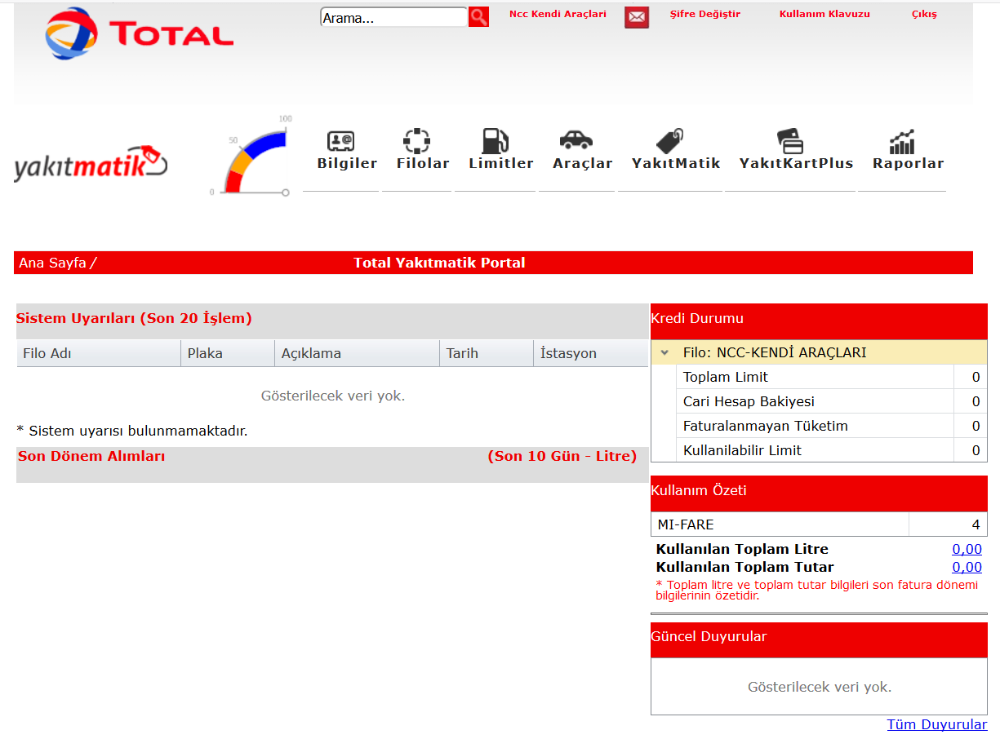 TOTAL
Arama...
Ncc Kendi Araçlari
Şifre Değiştir
Kullanım Klavuzu
Çıkış
yakıtmatik
0
50
100
Bilgiler
Filolar
Limitler
Araçlar
YakıtMatik
YakıtKartPlus
Raporlar
Ana Sayfa /
Total Yakıtmatik Portal
Sistem Uyarıları (Son 20 İşlem)
Filo Adı Plaka Açıklama Tarih İstasyon
Gösterilecek veri yok.
* Sistem uyarısı bulunmamaktadır.
Son Dönem Alımları (Son 10 Gün - Litre)
Kredi Durumu
Filo: NCC-KENDİ ARAÇLARI
Toplam Limit 0
Cari Hesap Bakiyesi 0
Faturalanmayan Tüketim 0
Kullanilabilir Limit 0
Kullanım Özeti
MI-FARE 4
Kullanılan Toplam Litre 0,00
Kullanılan Toplam Tutar 0,00
* Toplam litre ve toplam tutar bilgileri son fatura dönemi
bilgilerinin özetidir.
Güncel Duyurular
Gösterilecek veri yok.
Tüm Duyurular